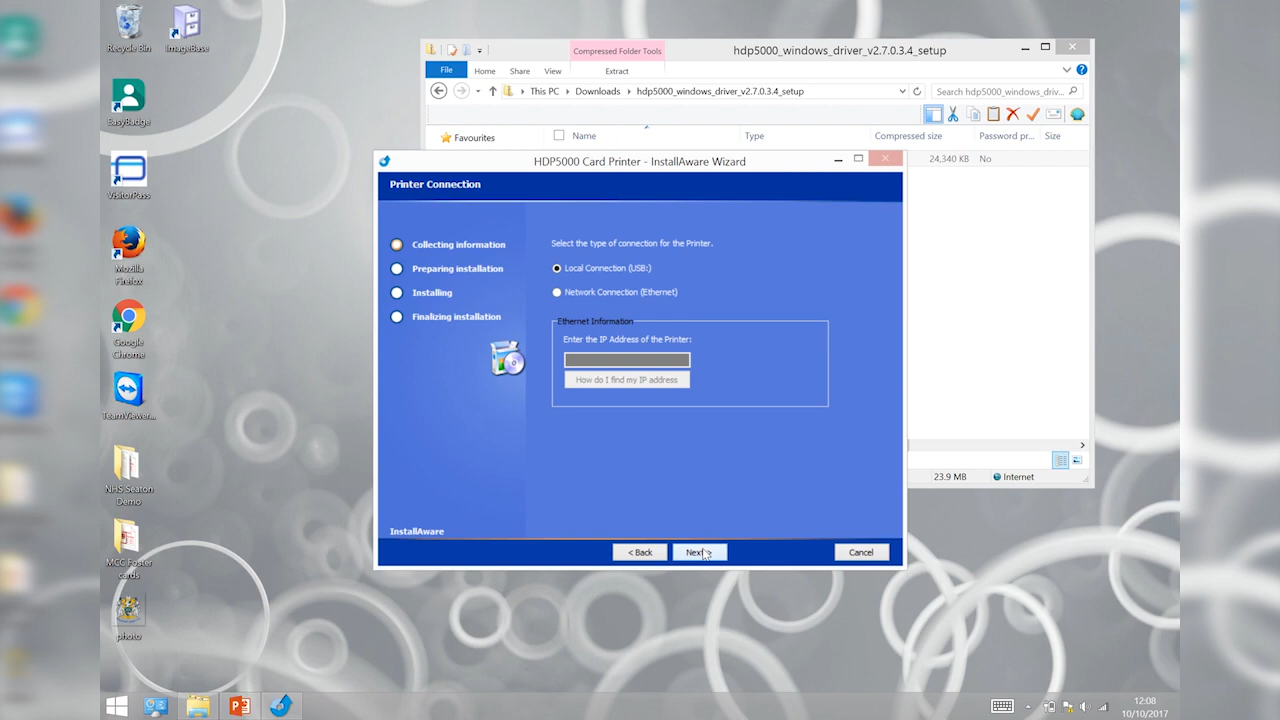 Recycle Bin
ImageBase
EasyBadge
VisitorPass
Mozilla
Firefox
Google
Chrome
TeamViewer...
NHS Seaton
Demo
MCC Foster
cards
photo
Compressed Folder Tools
hdp5000_windows_driver_v2.7.0.3.4_setup
File
Home
Share
View
Extract
This PC
Downloads
hdp5000_windows_driver_v2.7.0.3.4_setup
Search hdp5000_windows_driv...
Favourites
Name
Type
Compressed size
Password pr...
Size
24,340 KB
No
HDP5000 Card Printer - InstallAware Wizard
Printer Connection
Collecting information
Preparing installation
Installing
Finalizing installation
Select the type of connection for the Printer.
Local Connection (USB:)
Network Connection (Ethernet)
Ethernet Information
Enter the IP Address of the Printer:
How do I find my IP address
InstallAware
< Back
Next >
Cancel
23.9 MB
Internet
12:08
10/10/2017